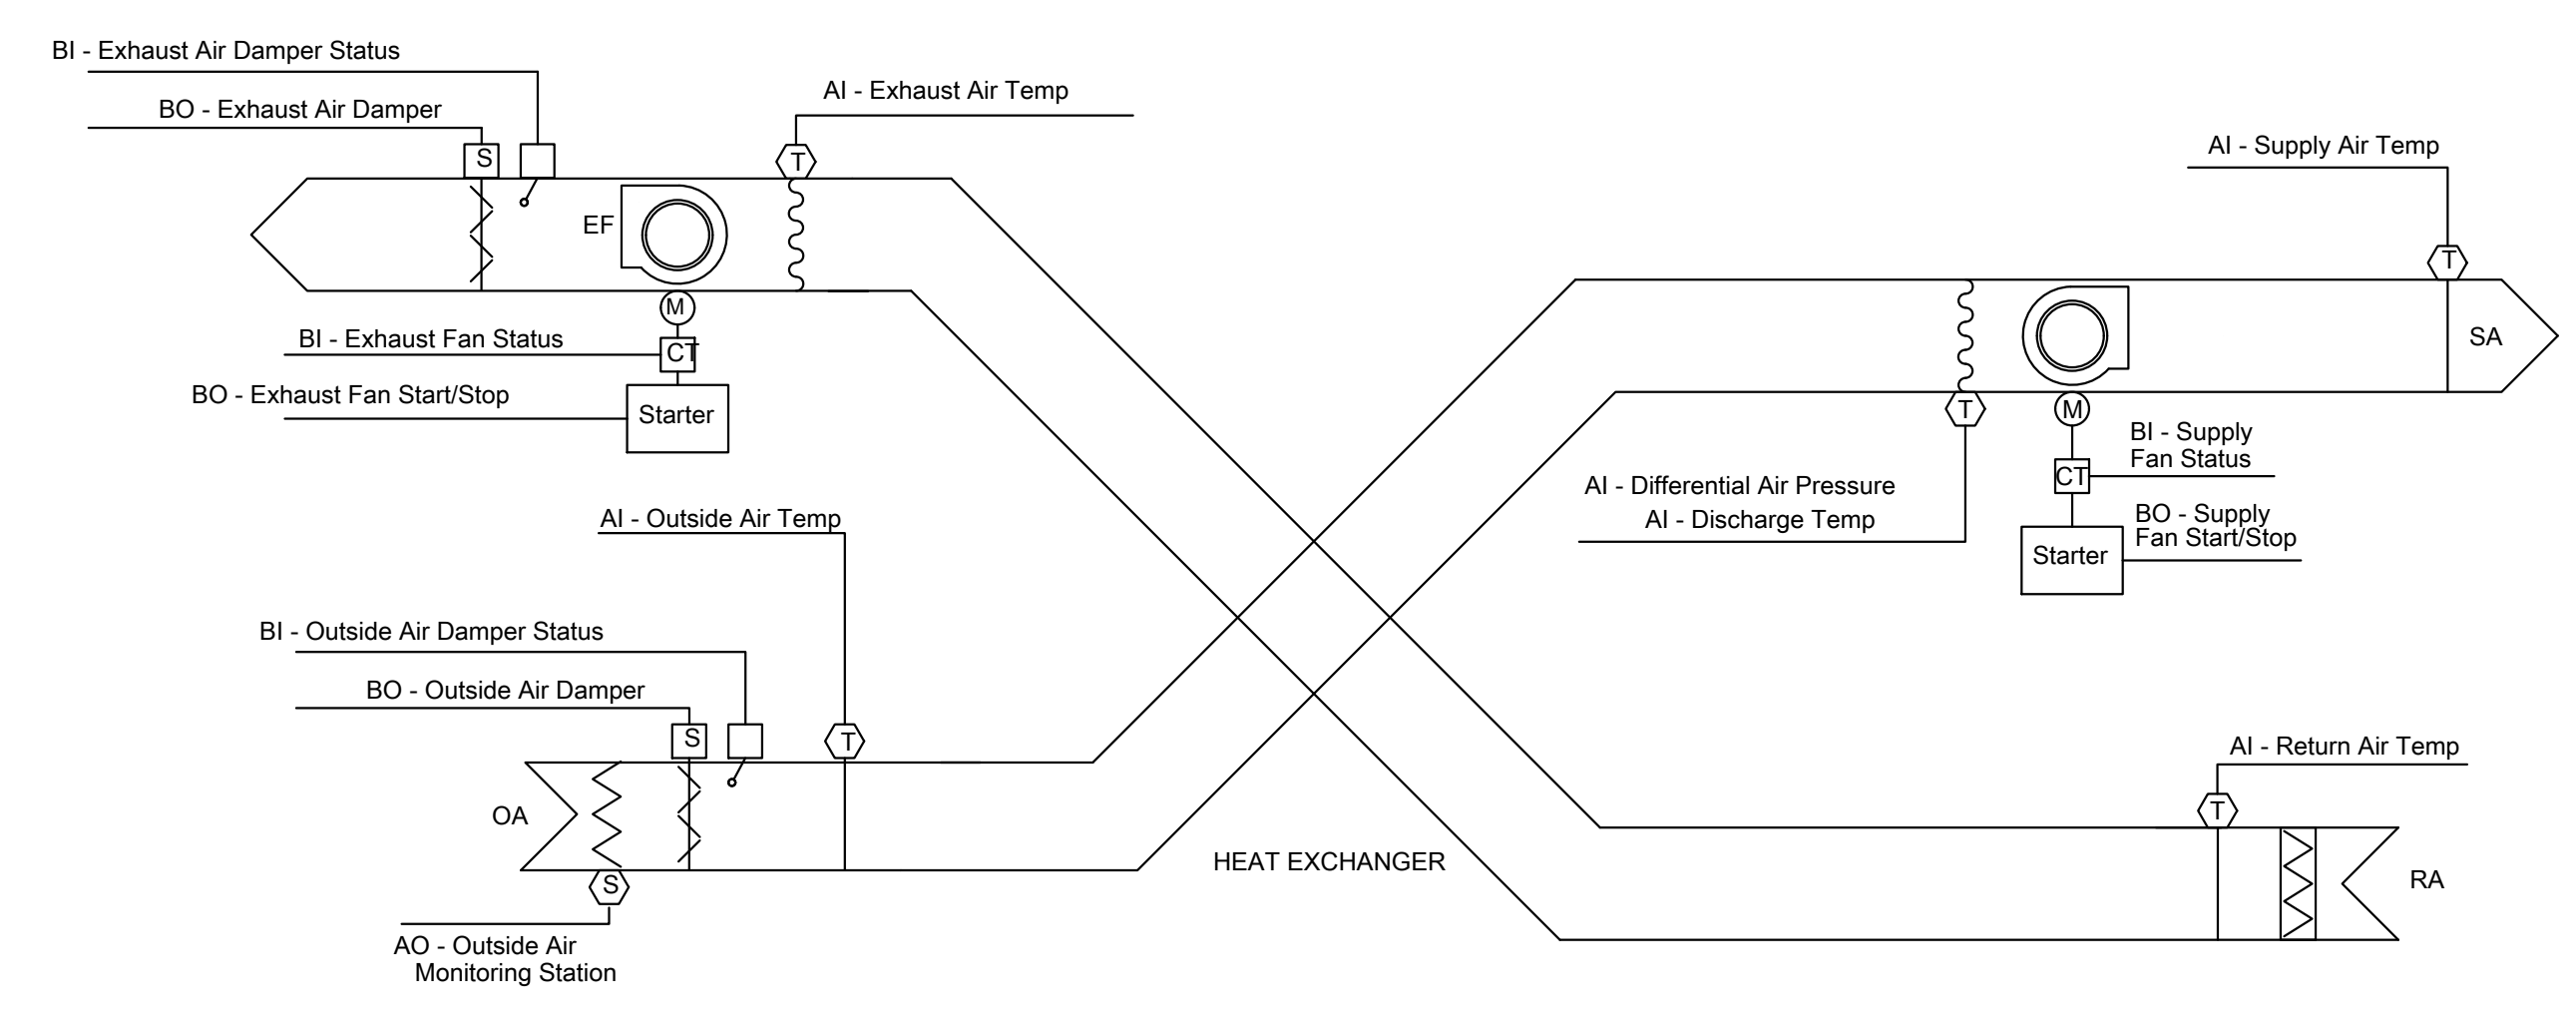 BI - Exhaust Air Damper Status
BO - Exhaust Air Damper
AI - Exhaust Air Temp
S
T
EF
M
BI - Exhaust Fan Status
CT
BO - Exhaust Fan Start/Stop
Starter
AI - Supply Air Temp
T
SA
T
M
BI - Supply
Fan Status
CT
AI - Differential Air Pressure
AI - Discharge Temp
BO - Supply
Fan Start/Stop
Starter
AI - Outside Air Temp
BI - Outside Air Damper Status
BO - Outside Air Damper
S
T
OA
S
AO - Outside Air
Monitoring Station
HEAT EXCHANGER
AI - Return Air Temp
T
RA